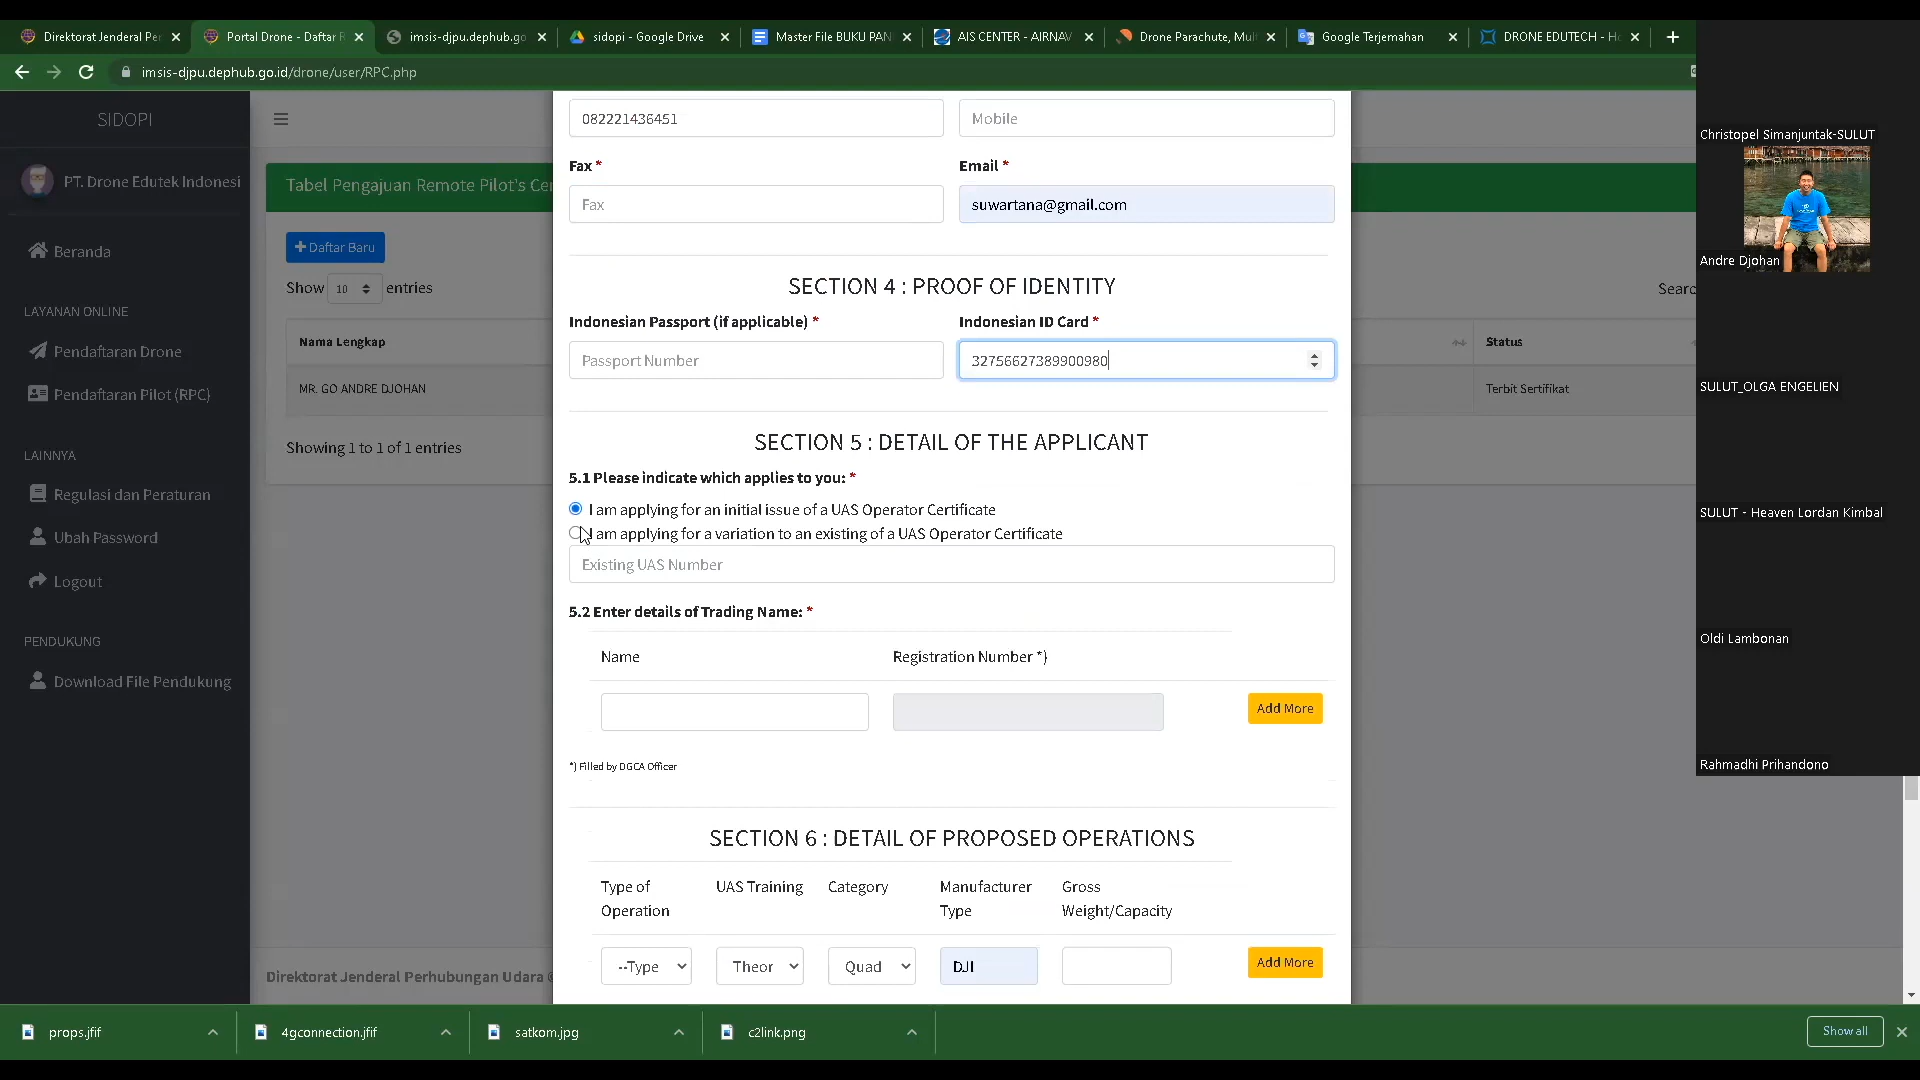 Direktorat Jenderal Per
Portal Drone - Daftar R
imsis-djpu.dephub.go
sidopi - Google Drive
Master File BUKU PAN
AIS CENTER - AIRNAV
Drone Parachute, Mul
Google Terjemahan
DRONE EDUTECH - Ho
imsis-djpu.dephub.go.id/drone/user/RPC.php
SIDOPI
PT. Drone Edutek Indonesi
Beranda
LAYANAN ONLINE
Pendaftaran Drone
Pendaftaran Pilot (RPC)
LAINNYA
Regulasi dan Peraturan
Ubah Password
Logout
PENDUKUNG
Download File Pendukung
Tabel Pengajuan Remote Pilot's Ce
+ Daftar Baru
Show 10 entries
Searc
Nama Lengkap
Status
MR. GO ANDRE DJOHAN
Terbit Sertifikat
Showing 1 to 1 of 1 entries
Direktorat Jenderal Perhubungan Udara ©
082221436451
Mobile
Fax *
Email *
Fax
suwartana@gmail.com
SECTION 4 : PROOF OF IDENTITY
Indonesian Passport (if applicable) *
Indonesian ID Card *
Passport Number
32756627389900980
SECTION 5 : DETAIL OF THE APPLICANT
5.1 Please indicate which applies to you: *
I am applying for an initial issue of a UAS Operator Certificate
I am applying for a variation to an existing of a UAS Operator Certificate
Existing UAS Number
5.2 Enter details of Trading Name: *
Name
Registration Number *)
Add More
*) Filled by DGCA Officer
SECTION 6 : DETAIL OF PROPOSED OPERATIONS
Type of Operation
UAS Training
Category
Manufacturer Type
Gross Weight/Capacity
--Type
Theor
Quad
DJI
Add More
Christopel Simanjuntak-SULUT
Andre Djohan
SULUT_OLGA ENGELIEN
SULUT - Heaven Lordan Kimbal
Oldi Lambonan
Rahmadhi Prihandono
props.jfif
4gconnection.jfif
satkom.jpg
c2link.png
Show all